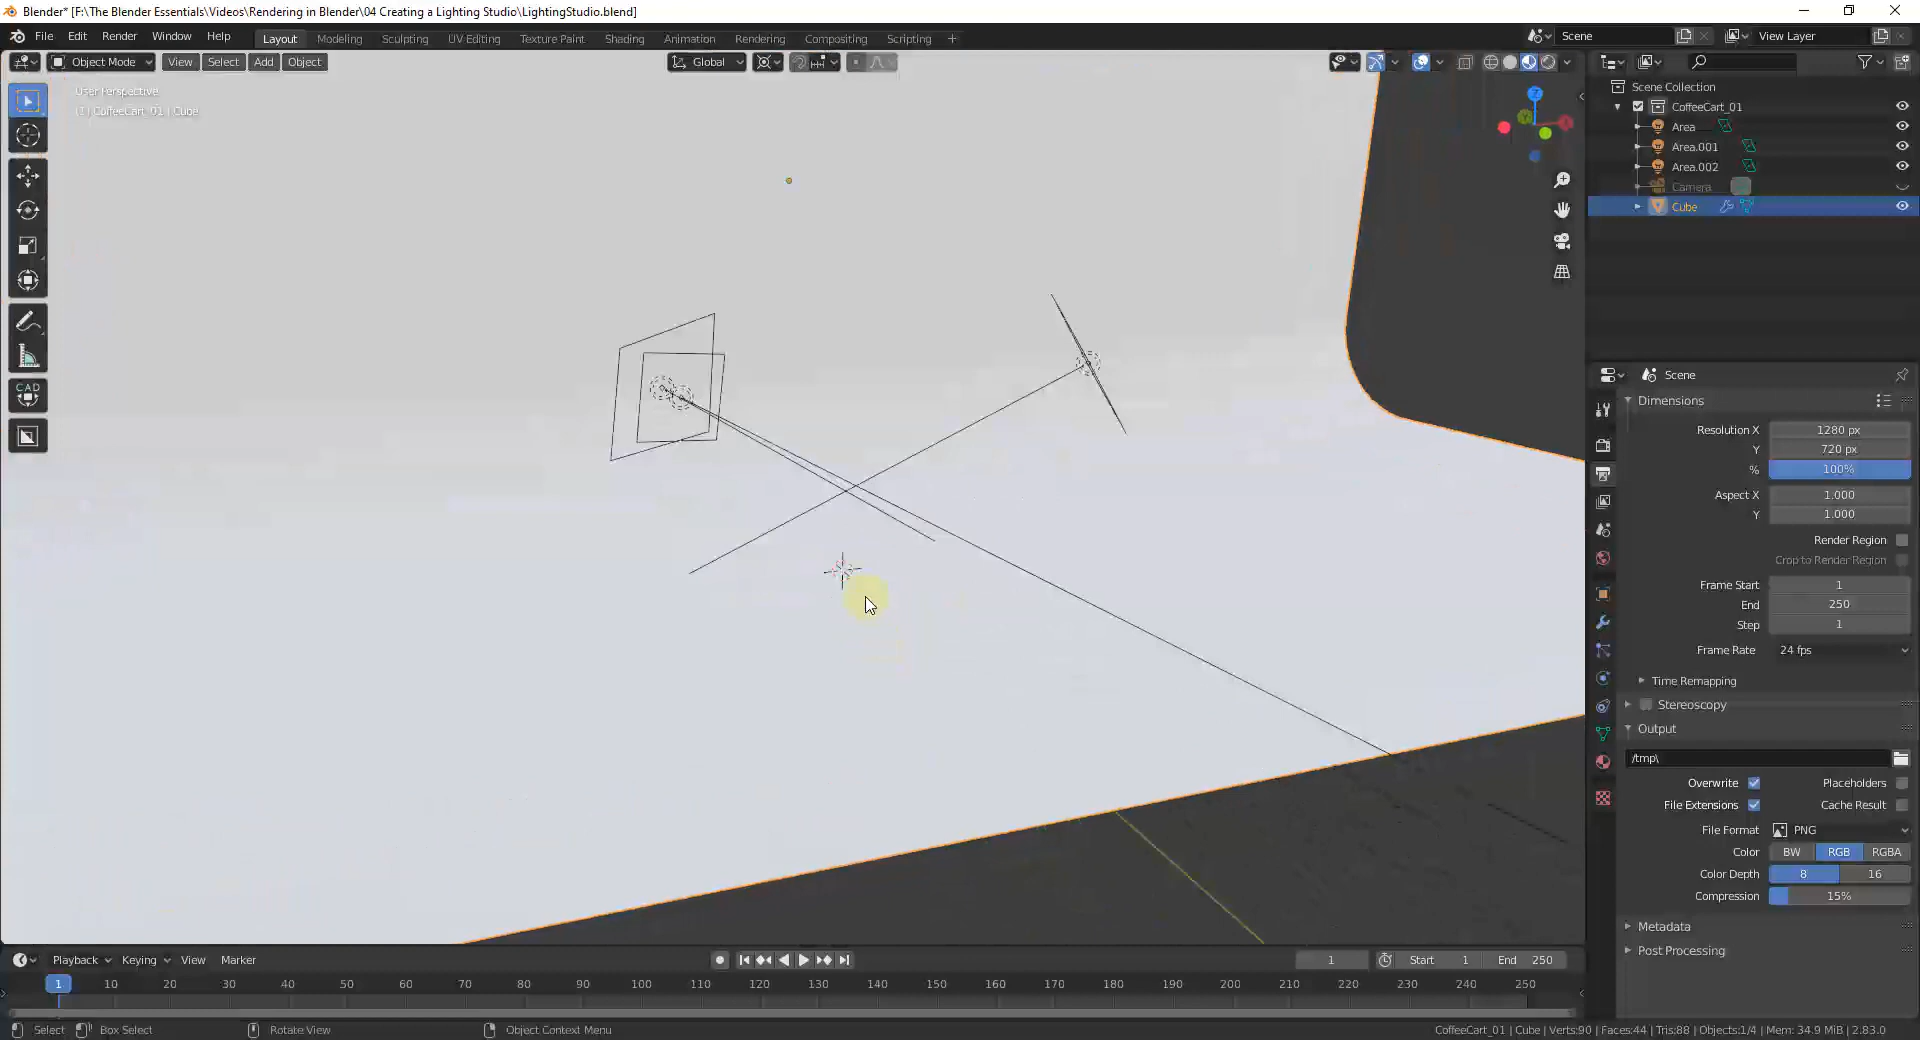 Blender* [F:\The Blender Essentials\Videos\Rendering in Blender\04 Creating a Lighting Studio\LightingStudio.blend]
File Edit Render Window Help Layout Modeling Sculpting UV Editing Texture Paint Shading Animation Rendering Compositing Scripting + Scene View Layer
Object Mode View Select Add Object Global
User Perspective
(1) CoffeeCart_01 | Cube
Z
Y
X
CAD
Scene Collection
CoffeeCart_01
Area
Area.001
Area.002
Camera
Cube
Scene
Dimensions
Resolution X 1280 px
Y 720 px
% 100%
Aspect X 1.000
Y 1.000
Render Region
Crop to Render Region
Frame Start 1
End 250
Step 1
Frame Rate 24 fps
Time Remapping
Stereoscopy
Output
/tmp\
Overwrite Placeholders
File Extensions Cache Result
File Format PNG
Color BW RGB RGBA
Color Depth 8 16
Compression 15%
Metadata
Post Processing
Playback Keying View Marker 1 Start 1 End 250
1 10 20 30 40 50 60 70 80 90 100 110 120 130 140 150 160 170 180 190 200 210 220 230 240 250
Select Box Select Rotate View Object Context Menu CoffeeCart_01 | Cube | Verts:90 | Faces:44 | Tris:88 | Objects:1/4 | Mem: 34.9 MiB | 2.83.0